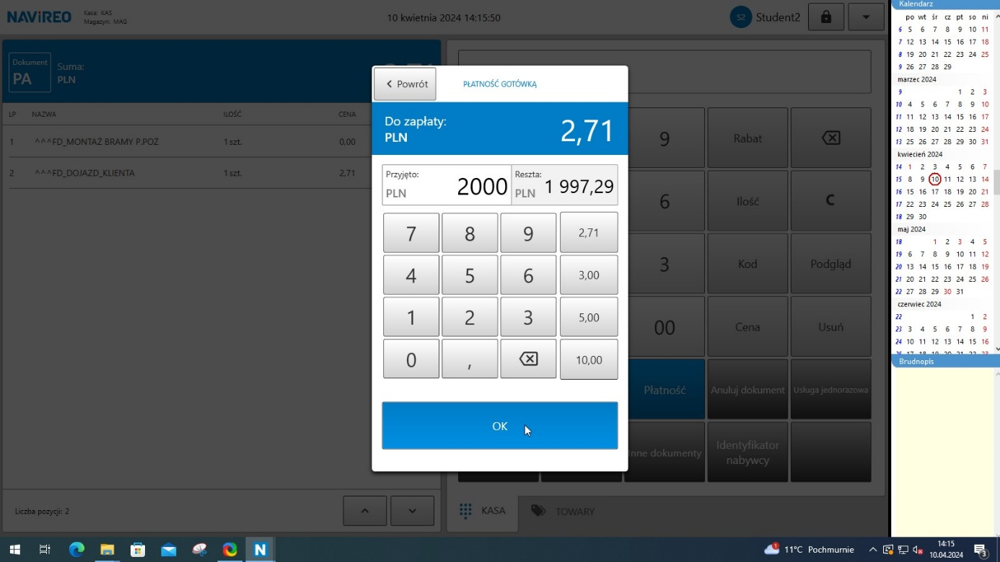 NAVIREO
Kasa: KAS
Magazyn: MAG
10 kwietnia 2024 14:15:50
S2 Student2
Dokument
PA
Suma:
PLN
LP NAZWA ILOŚĆ CENA
1 ^^^FD_MONTAŻ BRAMY P.POŻ 1 szt. 0,00
2 ^^^FD_DOJAZD_KLIENTA 1 szt. 2,71
Liczba pozycji: 2
Powrót
PŁATNOŚĆ GOTÓWKĄ
Do zapłaty:
PLN
2,71
Przyjęto:
PLN
2000
Reszta:
PLN
1 997,29
7 8 9 2,71
4 5 6 3,00
1 2 3 5,00
0 , 10,00
OK
9 Rabat
6 Ilość C
3 Kod Podgląd
00 Cena Usuń
Płatność Anuluj dokument Usługa jednorazowa
Inne dokumenty Identyfikator nabywcy
KASA TOWARY
Kalendarz
po wt śr cz pt so ni
6 5 6 7 8 9 10 11
7 12 13 14 15 16 17 18
8 19 20 21 22 23 24 25
9 26 27 28 29
marzec 2024
9 1 2 3
10 4 5 6 7 8 9 10
11 11 12 13 14 15 16 17
12 18 19 20 21 22 23 24
13 25 26 27 28 29 30 31
kwiecień 2024
14 1 2 3 4 5 6 7
15 8 9 10 11 12 13 14
16 15 16 17 18 19 20 21
17 22 23 24 25 26 27 28
18 29 30
maj 2024
18 1 2 3 4 5
19 6 7 8 9 10 11 12
20 13 14 15 16 17 18 19
21 20 21 22 23 24 25 26
22 27 28 29 30 31
czerwiec 2024
22 1 2
23 3 4 5 6 7 8 9
24 10 11 12 13 14 15 16
25 17 18 19 20 21 22 23
Brudnopis
N
1
11°C Pochmurnie
14:15
10.04.2024
3